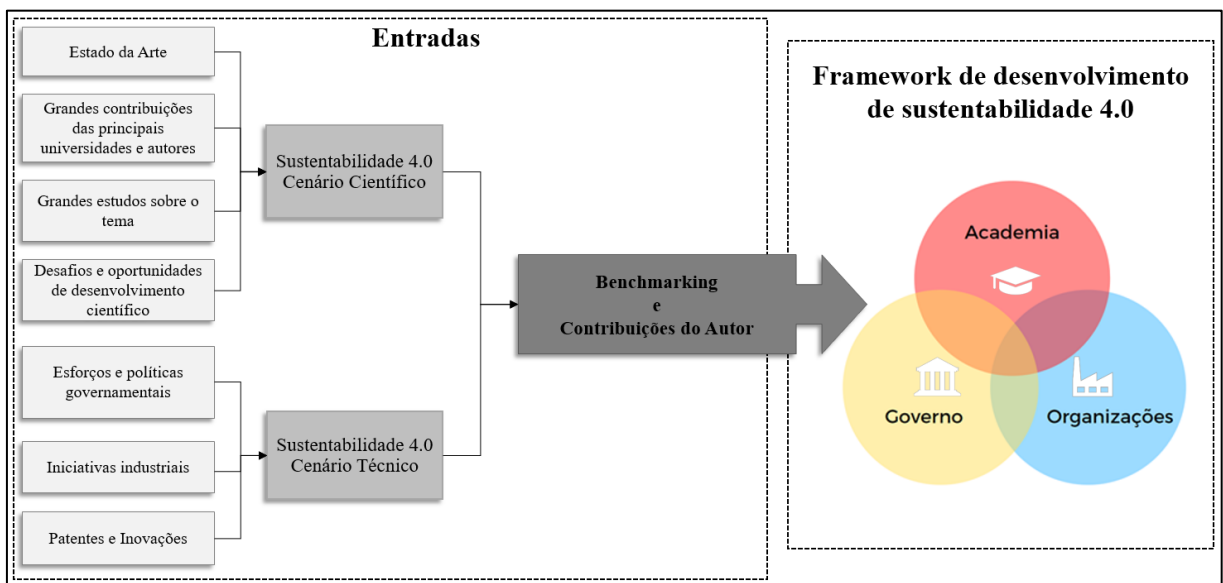 Entradas
Estado da Arte
Grandes contribuições
das principais
universidades e autores
Grandes estudos sobre o
tema
Desafios e oportunidades
de desenvolvimento
científico
Esforços e políticas
governamentais
Iniciativas industriais
Patentes e Inovações
Sustentabilidade 4.0
Cenário Científico
Sustentabilidade 4.0
Cenário Técnico
Benchmarking
e
Contribuições do Autor
Framework de desenvolvimento
de sustentabilidade 4.0
Academia
Governo
Organizações